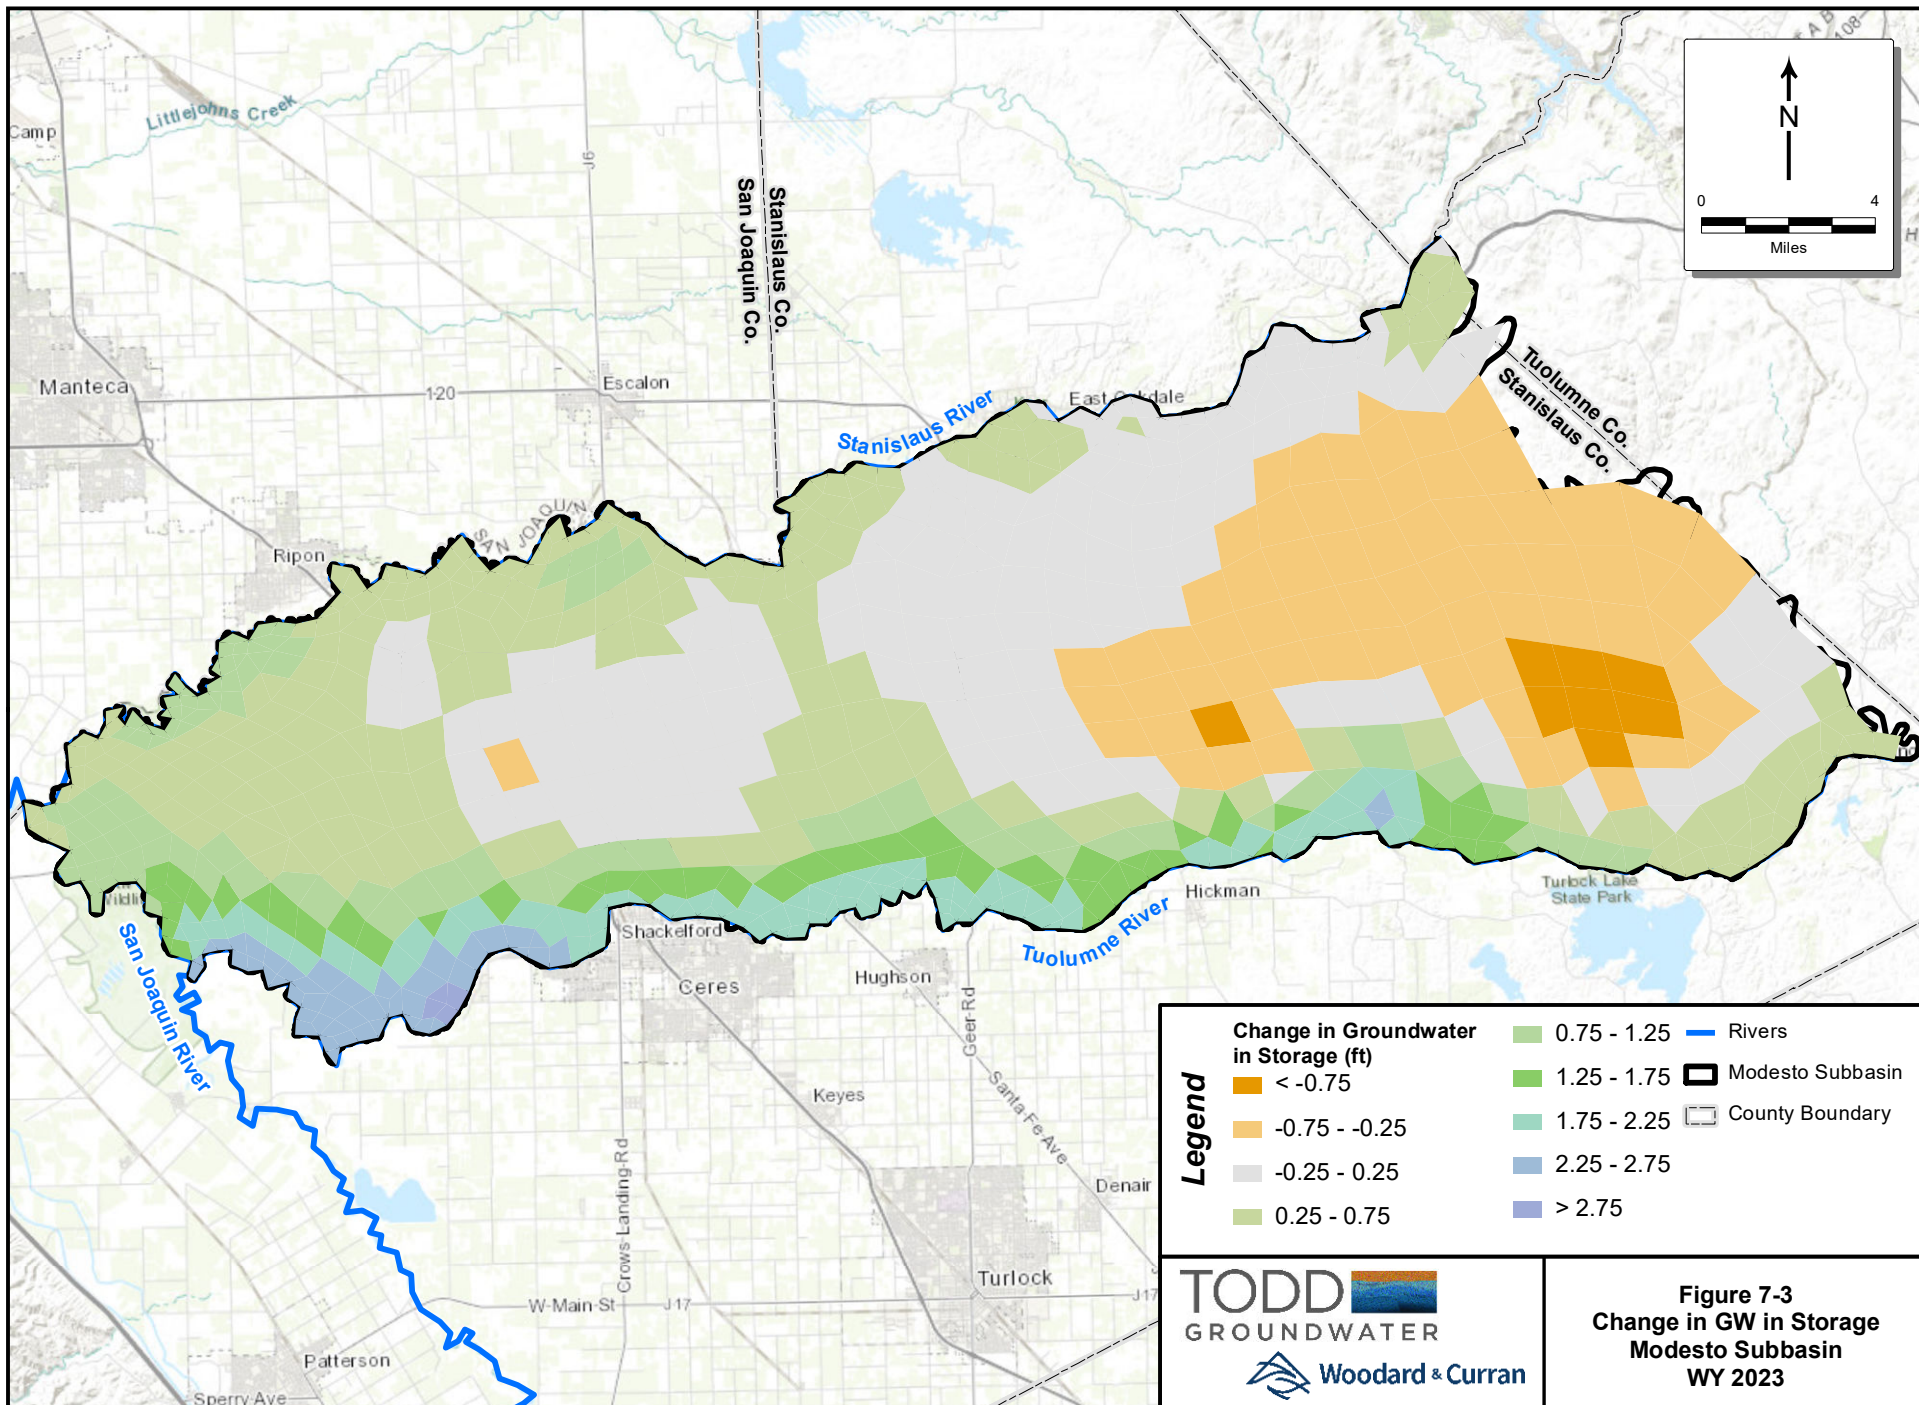 Littlejohns Creek
Camp
J6
San Joaquin Co.
Stanislaus Co.
N
0 4
Miles
Manteca
120
Escalon
Stanislaus River
East Oakdale
Tuolumne Co.
Stanislaus Co.
SAN JOAQUIN
Ripon
Hickman
Turlock Lake
State Park
Tuolumne River
San Joaquin River
Shackelford
Ceres
Hughson
Geer-Rd
Santa-Fe-Ave
Keyes
Denair
Crows-Landing-Rd
Turlock
W-Main-St
J17
J17
Patterson
Sperry-Ave
Legend
Change in Groundwater
in Storage (ft)
< -0.75
-0.75 - -0.25
-0.25 - 0.25
0.25 - 0.75
0.75 - 1.25
1.25 - 1.75
1.75 - 2.25
2.25 - 2.75
> 2.75
Rivers
Modesto Subbasin
County Boundary
TODD
GROUNDWATER
Woodard & Curran
Figure 7-3
Change in GW in Storage
Modesto Subbasin
WY 2023